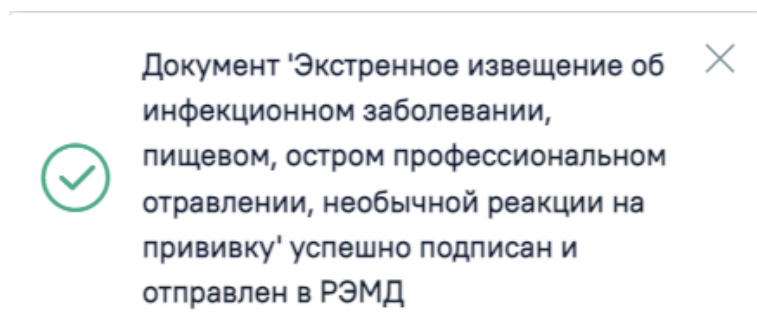 Документ 'Экстренное извещение об
инфекционном заболевании,
пищевом, остром профессиональном
отравлении, необычной реакции на
прививку' успешно подписан и
отправлен в РЭМД